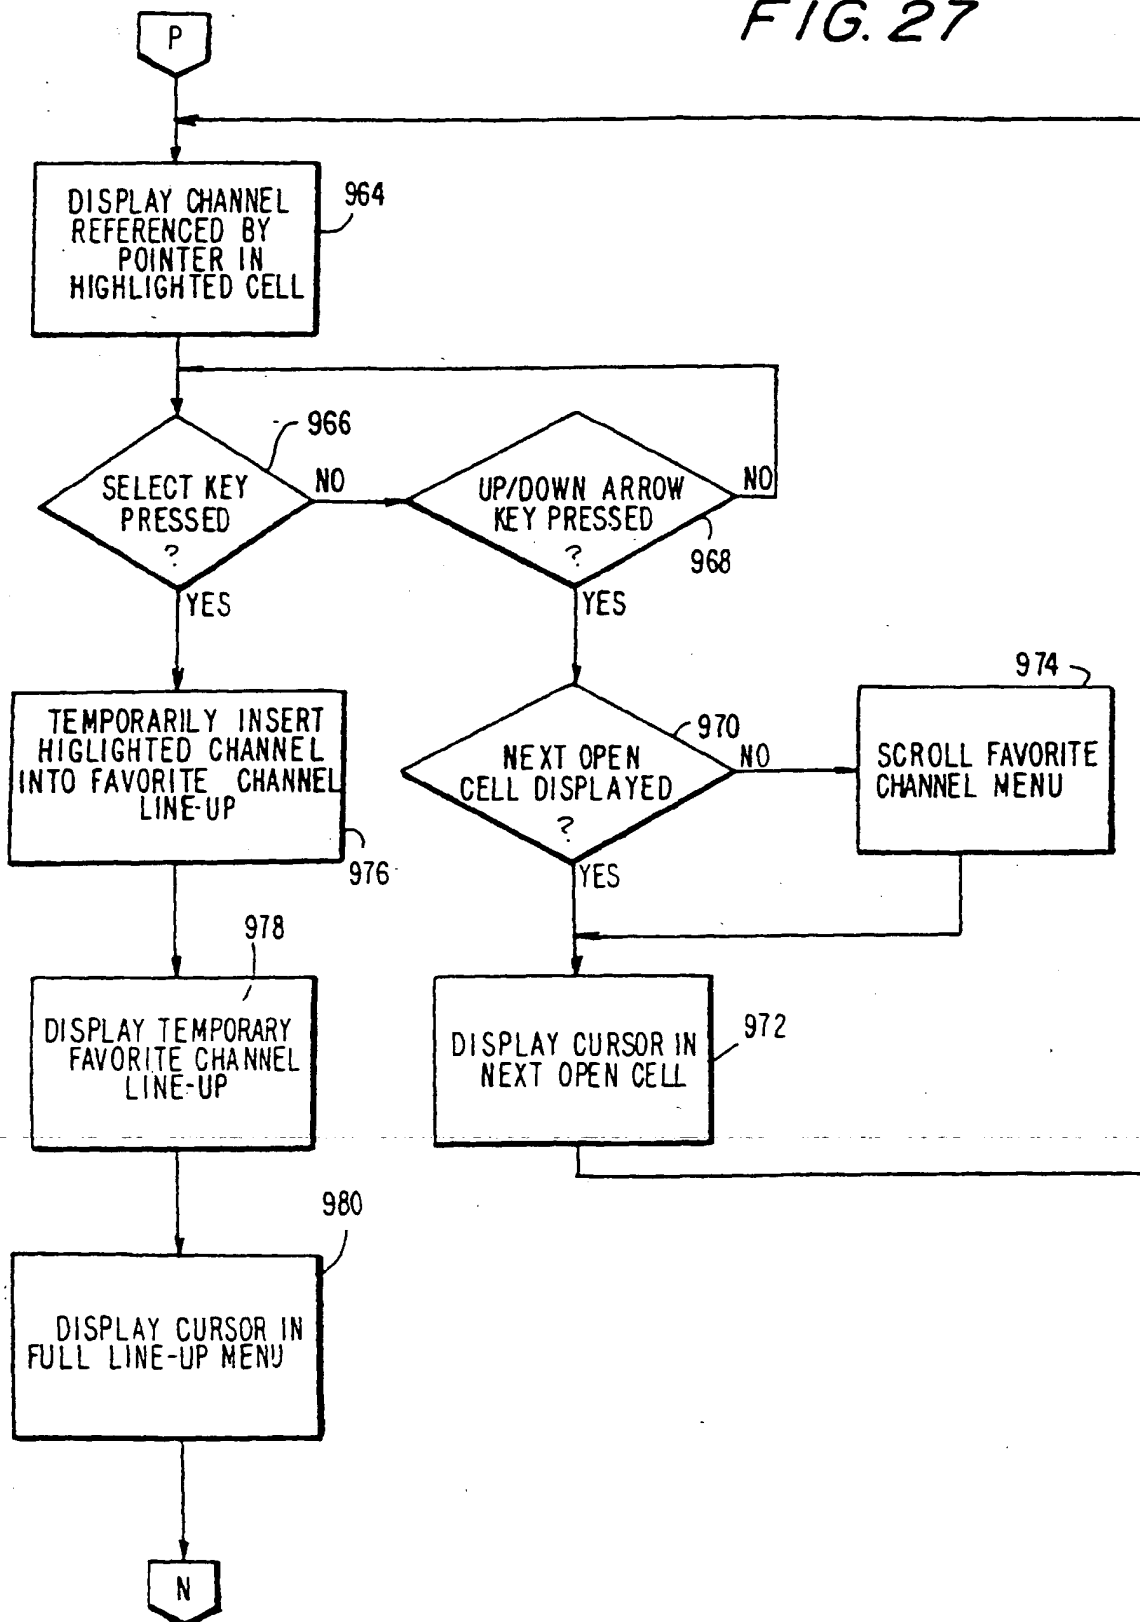 FIG. 27
P
DISPLAY CHANNEL
REFERENCED BY
POINTER IN
HIGHLIGHTED CELL
964
SELECT KEY
PRESSED
?
966
NO
YES
UP/DOWN ARROW
KEY PRESSED
?
968
NO
YES
TEMPORARILY INSERT
HIGLIGHTED CHANNEL
INTO FAVORITE CHANNEL
LINE-UP
976
NEXT OPEN
CELL DISPLAYED
?
970
NO
YES
974
SCROLL FAVORITE
CHANNEL MENU
978
DISPLAY TEMPORARY
FAVORITE CHANNEL
LINE-UP
DISPLAY CURSOR IN
NEXT OPEN CELL
972
980
DISPLAY CURSOR IN
FULL LINE-UP MENU
N